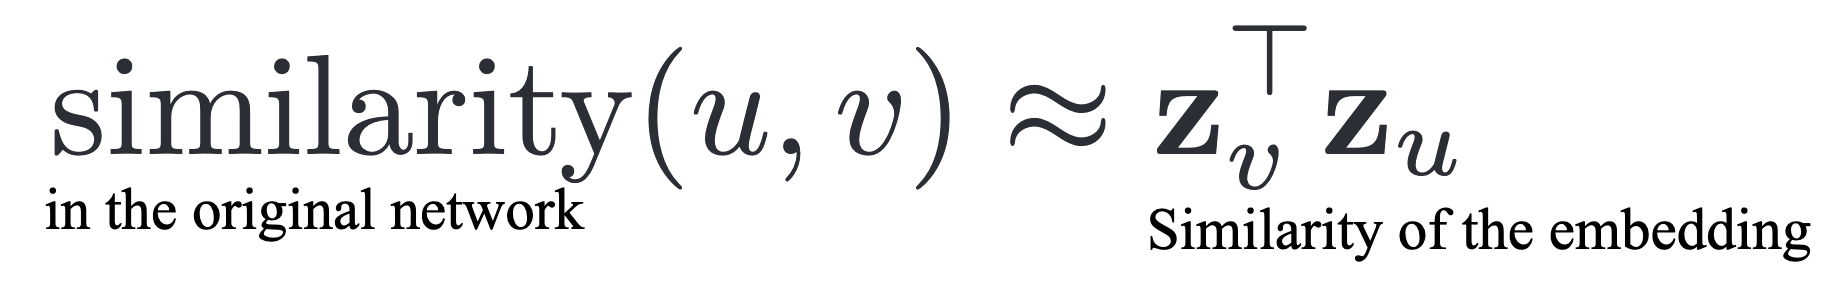 similarity(u, v) ≈ z_v^⊤ z_u
in the original network
Similarity of the embedding